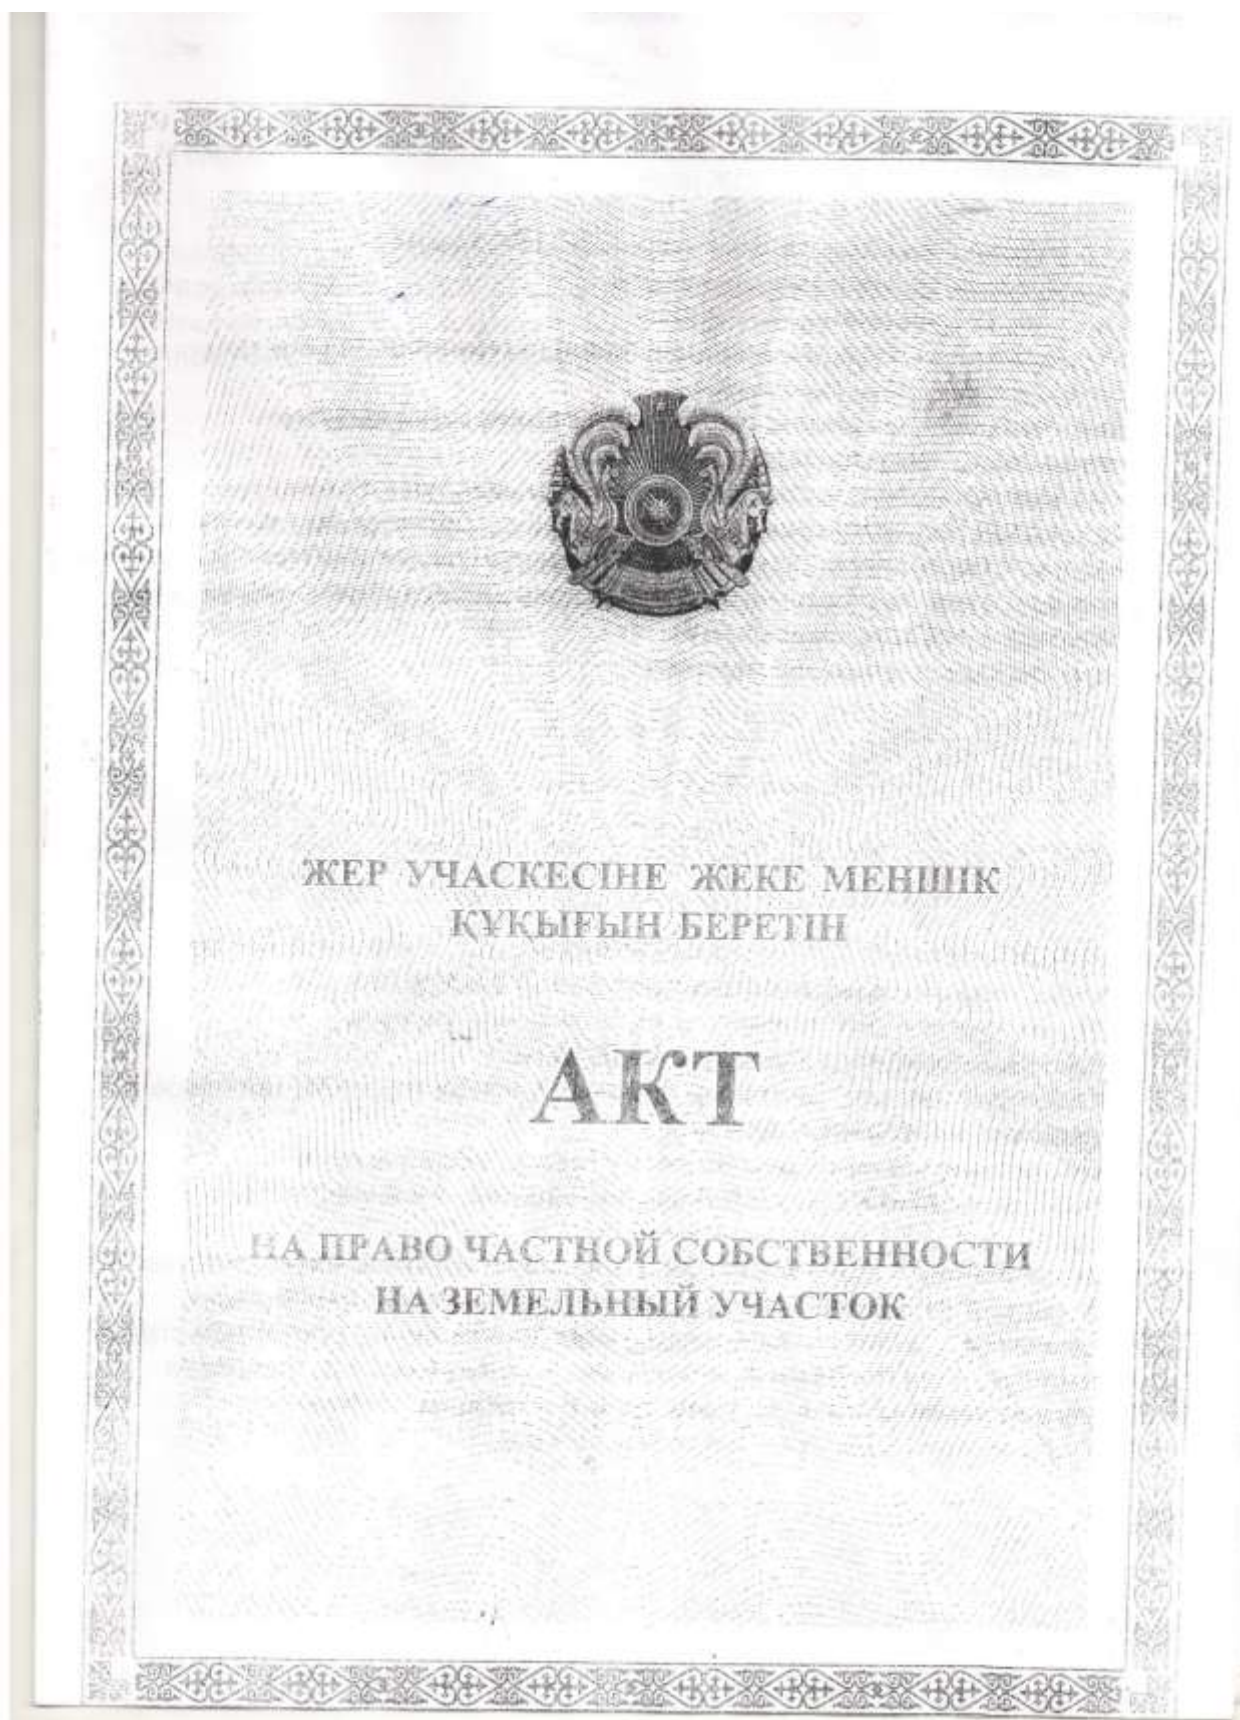 ЖЕР УЧАСКЕСІНЕ ЖЕКЕ МЕНШІК
ҚҰҚЫҒЫН БЕРЕТІН
АКТ
НА ПРАВО ЧАСТНОЙ СОБСТВЕННОСТИ
НА ЗЕМЕЛЬНЫЙ УЧАСТОК